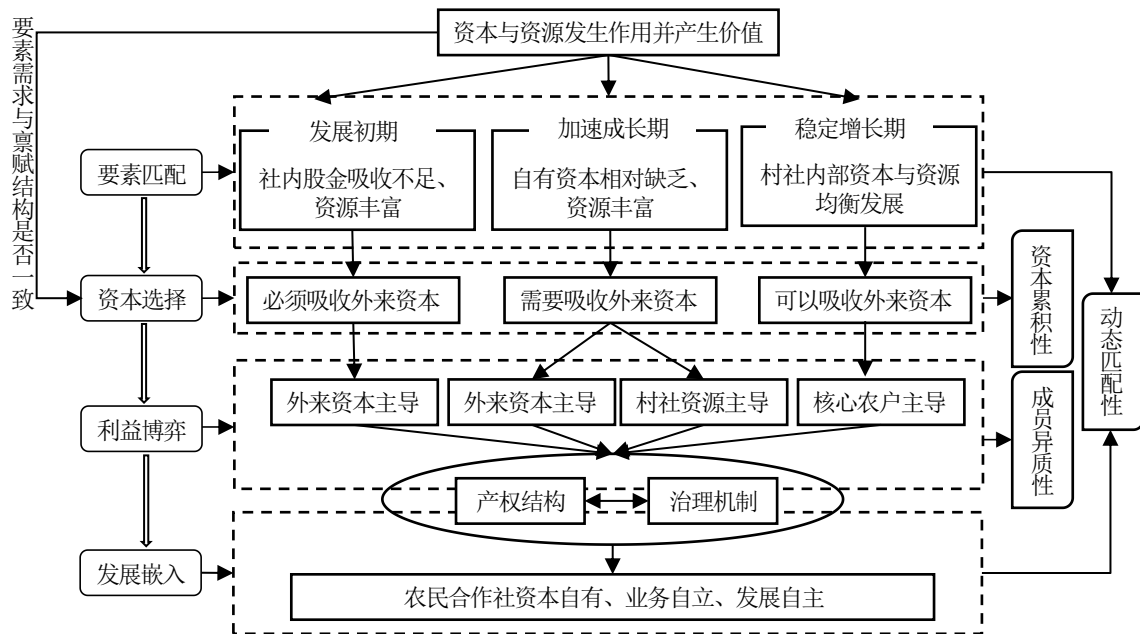 资本与资源发生作用并产生价值
要素需求与禀赋结构是否一致
要素匹配
发展初期
社内股金吸收不足、
资源丰富
加速成长期
自有资本相对缺乏、
资源丰富
稳定增长期
村社内部资本与资源
均衡发展
资本选择
必须吸收外来资本
需要吸收外来资本
可以吸收外来资本
资本累积性
动态匹配性
利益博弈
外来资本主导
外来资本主导
村社资源主导
核心农户主导
成员异质性
产权结构
治理机制
发展嵌入
农民合作社资本自有、业务自立、发展自主